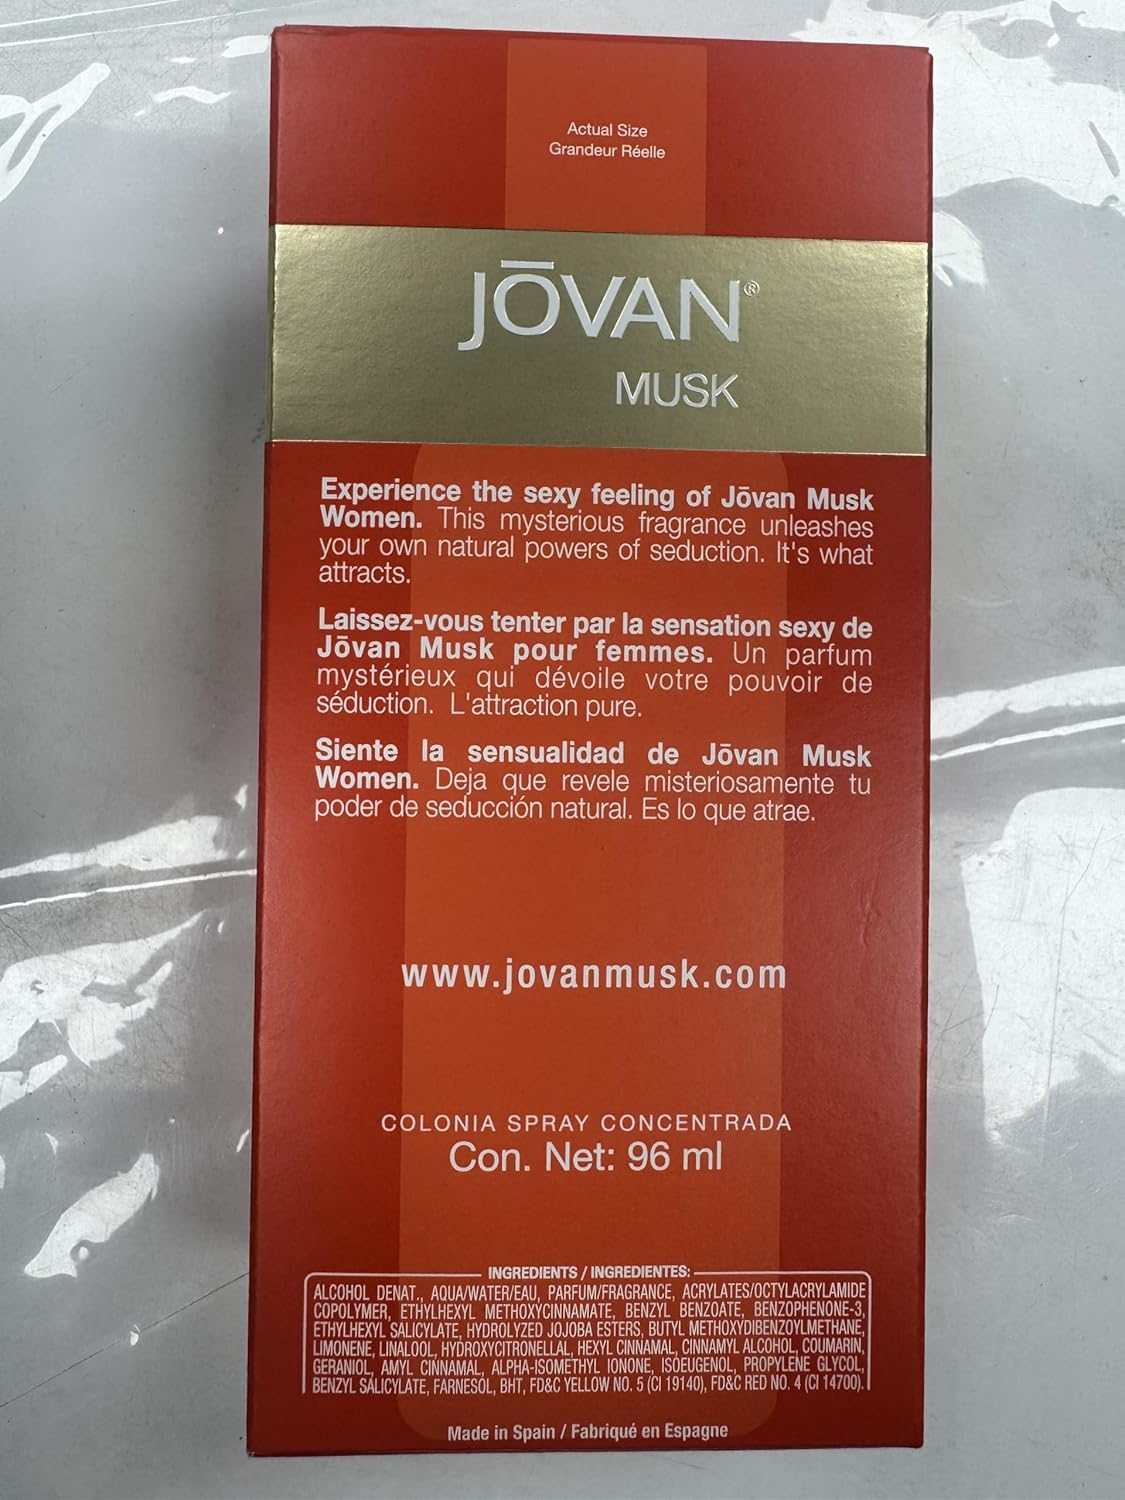 Actual Size
Grandeur Réelle
JŌVAN®
MUSK
Experience the sexy feeling of Jōvan Musk
Women. This mysterious fragrance unleashes
your own natural powers of seduction. It's what
attracts.
Laissez-vous tenter par la sensation sexy de
Jōvan Musk pour femmes. Un parfum
mystérieux qui dévoile votre pouvoir de
séduction. L'attraction pure.
Siente la sensualidad de Jōvan Musk
Women. Deja que revele misteriosamente tu
poder de seducción natural. Es lo que atrae.
www.jovanmusk.com
COLONIA SPRAY CONCENTRADA
Con. Net: 96 ml
INGREDIENTS / INGREDIENTES:
ALCOHOL DENAT., AQUA/WATER/EAU, PARFUM/FRAGRANCE, ACRYLATES/OCTYLACRYLAMIDE
COPOLYMER, ETHYLHEXYL METHOXYCINNAMATE, BENZYL BENZOATE, BENZOPHENONE-3,
ETHYLHEXYL SALICYLATE, HYDROLYZED JOJOBA ESTERS, BUTYL METHOXYDIBENZOYLMETHANE,
LIMONENE, LINALOOL, HYDROXYCITRONELLAL, HEXYL CINNAMAL, CINNAMYL ALCOHOL, COUMARIN,
GERANIOL, AMYL CINNAMAL, ALPHA-ISOMETHYL IONONE, ISOEUGENOL, PROPYLENE GLYCOL,
BENZYL SALICYLATE, FARNESOL, BHT, FD&C YELLOW NO. 5 (CI 19140), FD&C RED NO. 4 (CI 14700).
Made in Spain / Fabriqué en Espagne